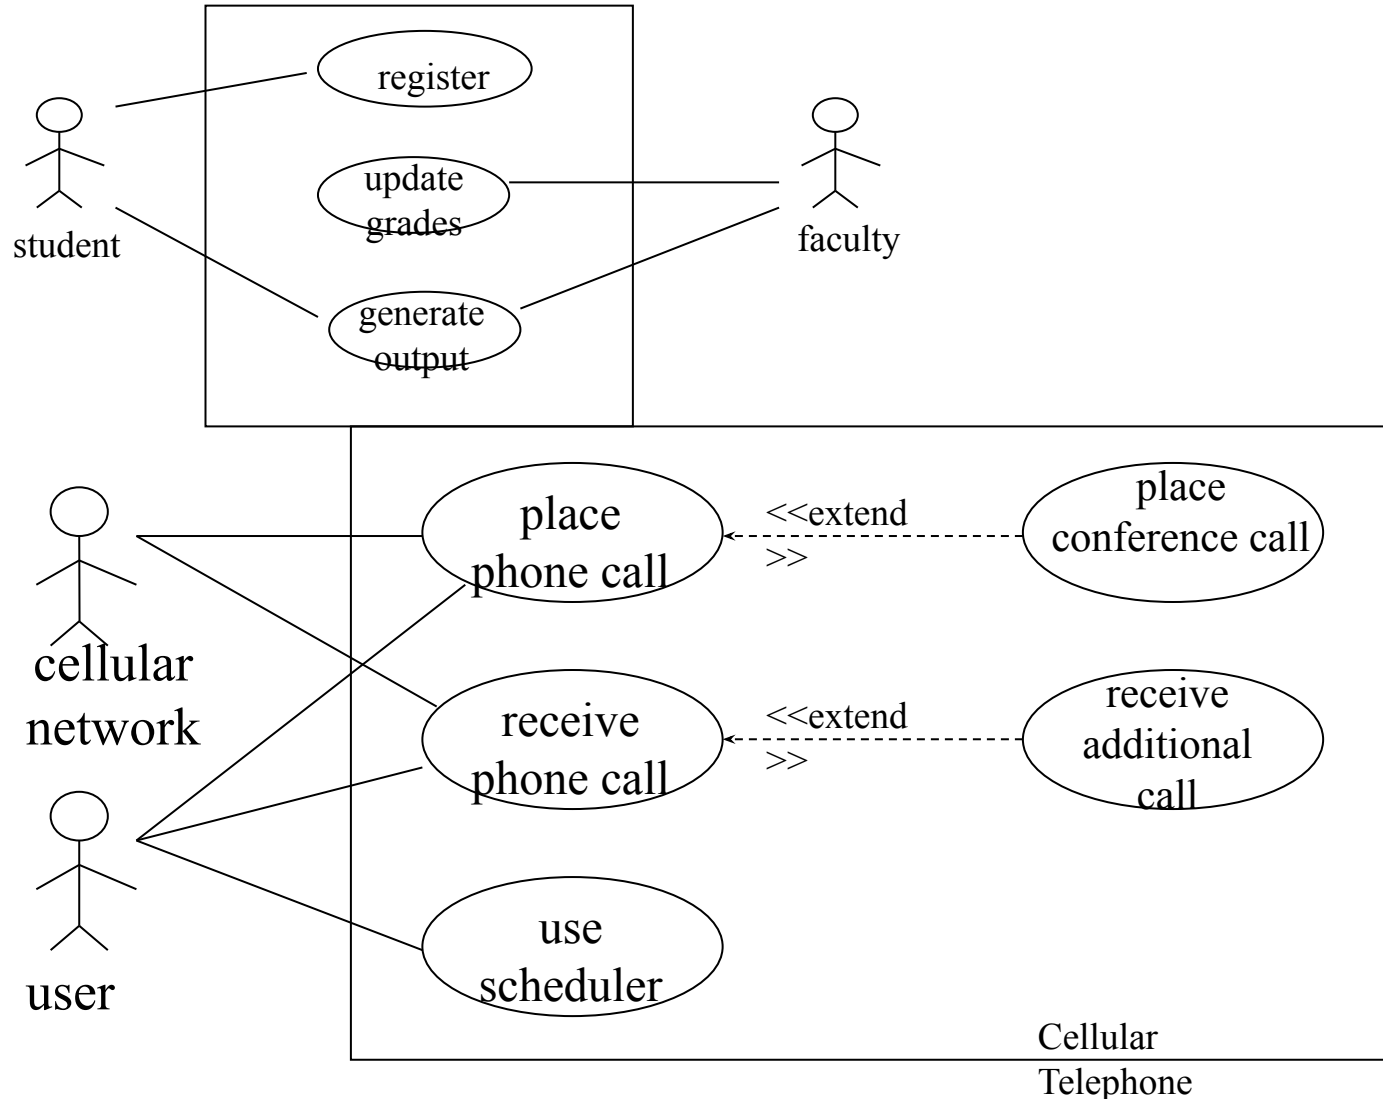 register
update
grades
student
faculty
generate
output
place
phone call
<<extend
>>
place
conference call
cellular
network
receive
phone call
<<extend
>>
receive
additional
call
use
scheduler
user
Cellular
Telephone